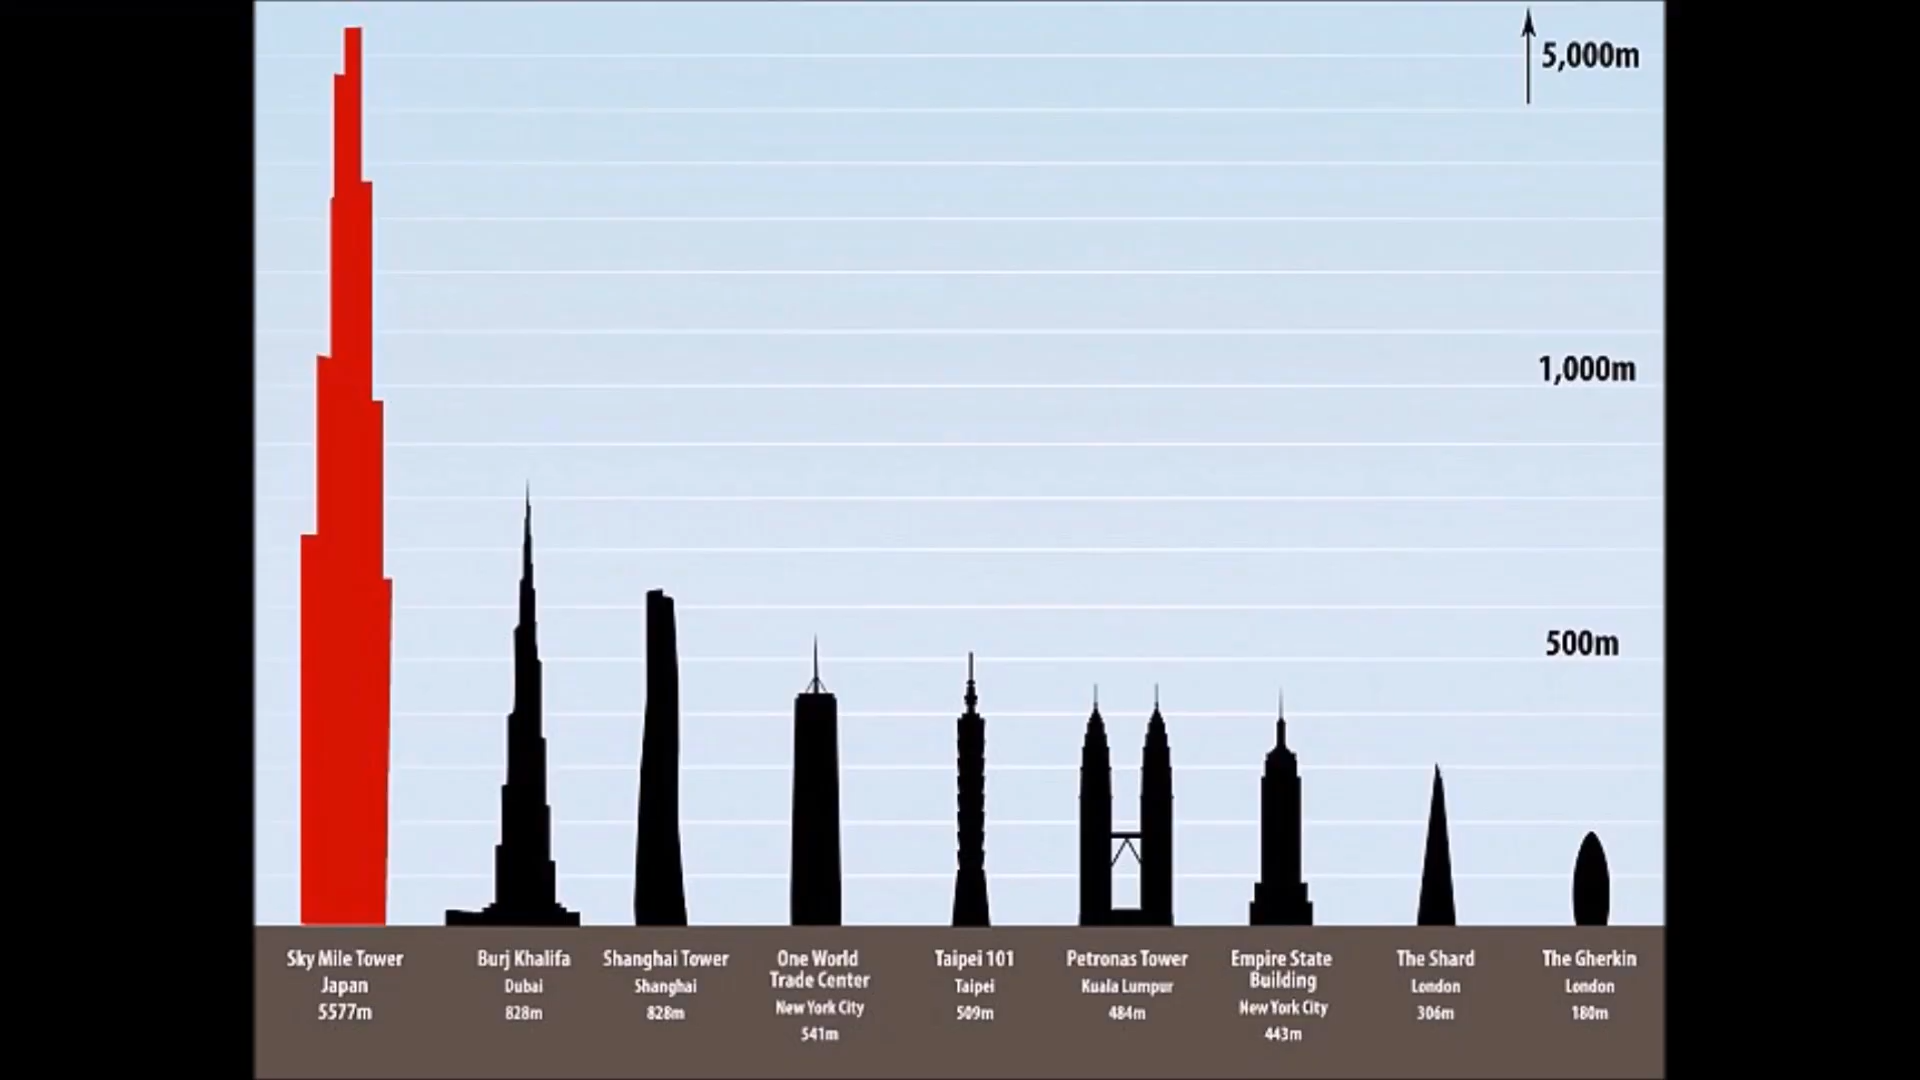 5,000m
1,000m
500m
Sky Mile Tower
Japan
5577m
Burj Khalifa
Dubai
828m
Shanghai Tower
Shanghai
828m
One World
Trade Center
New York City
541m
Taipei 101
Taipei
509m
Petronas Tower
Kuala Lumpur
484m
Empire State
Building
New York City
443m
The Shard
London
306m
The Gherkin
London
180m